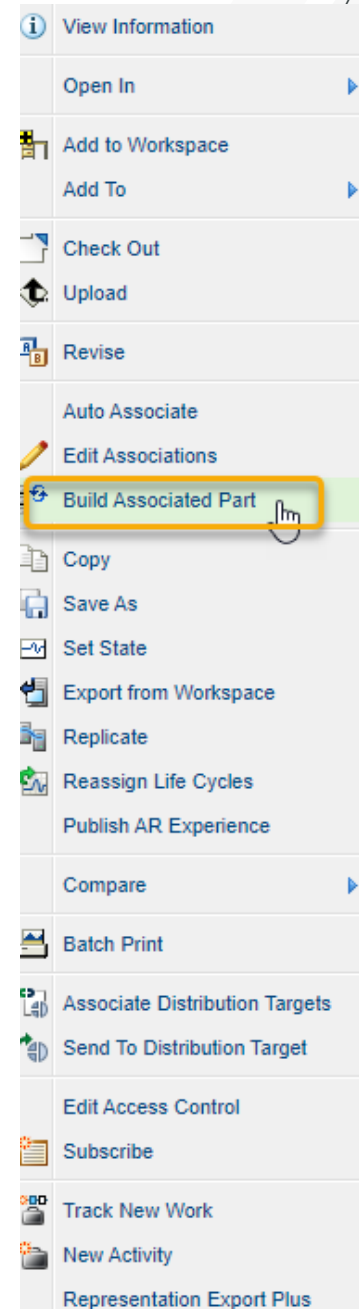 View Information
Open In
Add to Workspace
Add To
Check Out
Upload
Revise
Auto Associate
Edit Associations
Build Associated Part
Copy
Save As
Set State
Export from Workspace
Replicate
Reassign Life Cycles
Publish AR Experience
Compare
Batch Print
Associate Distribution Targets
Send To Distribution Target
Edit Access Control
Subscribe
Track New Work
New Activity
Representation Export Plus